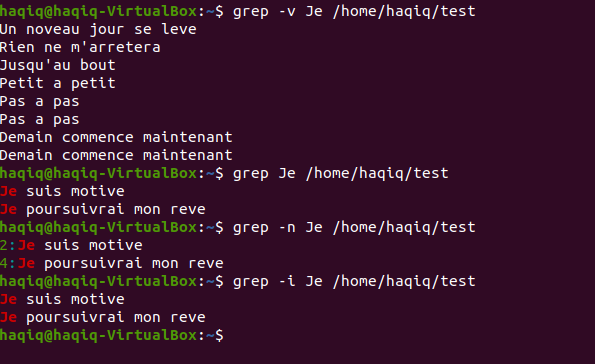 haqiq@haqiq-VirtualBox:~$ grep -v Je /home/haqiq/test
Un noveau jour se leve
Rien ne m'arretera
Jusqu'au bout
Petit a petit
Pas a pas
Pas a pas
Demain commence maintenant
Demain commence maintenant
haqiq@haqiq-VirtualBox:~$ grep Je /home/haqiq/test
Je suis motive
Je poursuivrai mon reve
haqiq@haqiq-VirtualBox:~$ grep -n Je /home/haqiq/test
2:Je suis motive
4:Je poursuivrai mon reve
haqiq@haqiq-VirtualBox:~$ grep -i Je /home/haqiq/test
Je suis motive
Je poursuivrai mon reve
haqiq@haqiq-VirtualBox:~$